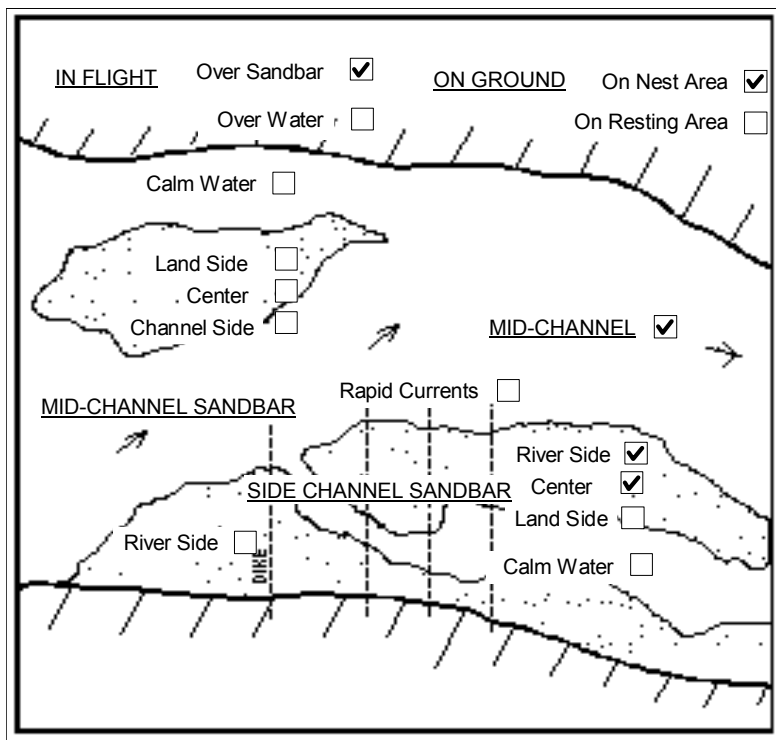 IN FLIGHT
Over Sandbar
ON GROUND
On Nest Area
Over Water
On Resting Area
Calm Water
Land Side
Center
Channel Side
MID-CHANNEL
Rapid Currents
MID-CHANNEL SANDBAR
River Side
SIDE CHANNEL SANDBAR
Center
Land Side
River Side
DIKE
Calm Water